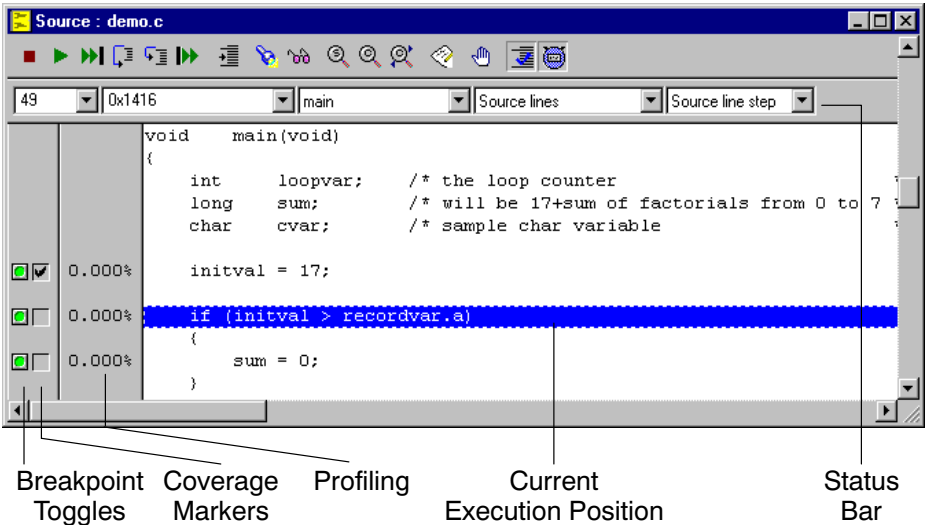 Source : demo.c
49 0x1416 main Source lines Source line step
void main(void)
{
int loopvar; /* the loop counter *
long sum; /* will be 17+sum of factorials from 0 to 7 *
char cvar; /* sample char variable *
0.000% initval = 17;
0.000% if (initval > recordvar.a)
{
0.000% sum = 0;
}
Breakpoint Toggles
Coverage Markers
Profiling
Current Execution Position
Status Bar